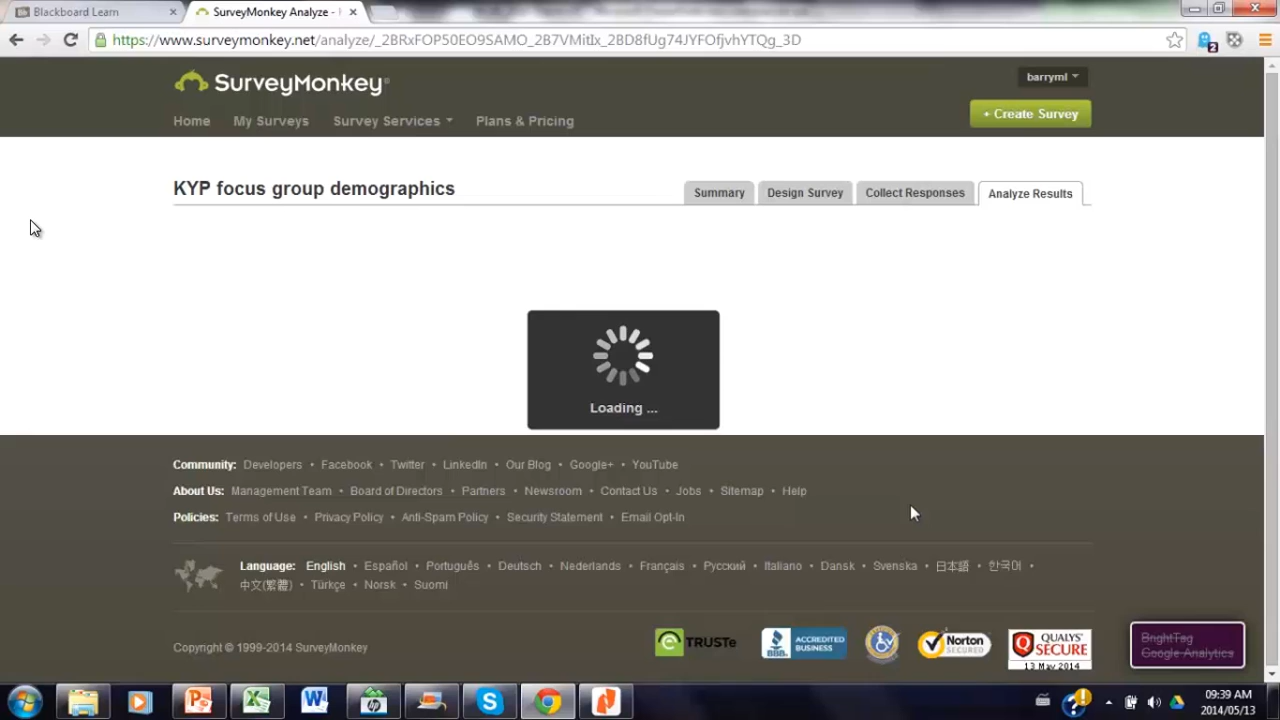 Blackboard Learn
SurveyMonkey Analyze -
https://www.surveymonkey.net/analyze/_2BRxFOP50EO9SAMO_2B7VMitIx_2BD8fUg74JYFOfjvhYTQg_3D
2
SurveyMonkey
barryml
Home My Surveys Survey Services Plans & Pricing
+ Create Survey
KYP focus group demographics
Summary Design Survey Collect Responses Analyze Results
Loading ...
Community: Developers • Facebook • Twitter • LinkedIn • Our Blog • Google+ • YouTube
About Us: Management Team • Board of Directors • Partners • Newsroom • Contact Us • Jobs • Sitemap • Help
Policies: Terms of Use • Privacy Policy • Anti-Spam Policy • Security Statement • Email Opt-In
Language: English • Español • Português • Deutsch • Nederlands • Français • Русский • Italiano • Dansk • Svenska • 日本語 • 한국어 •
中文(繁體) • Türkçe • Norsk • Suomi
Copyright © 1999-2014 SurveyMonkey
TRUSTe
BBB ACCREDITED BUSINESS
Norton SECURED
QUALYS SECURE
13 May 2014
BrightTag
Google Analytics
09:39 AM
2014/05/13